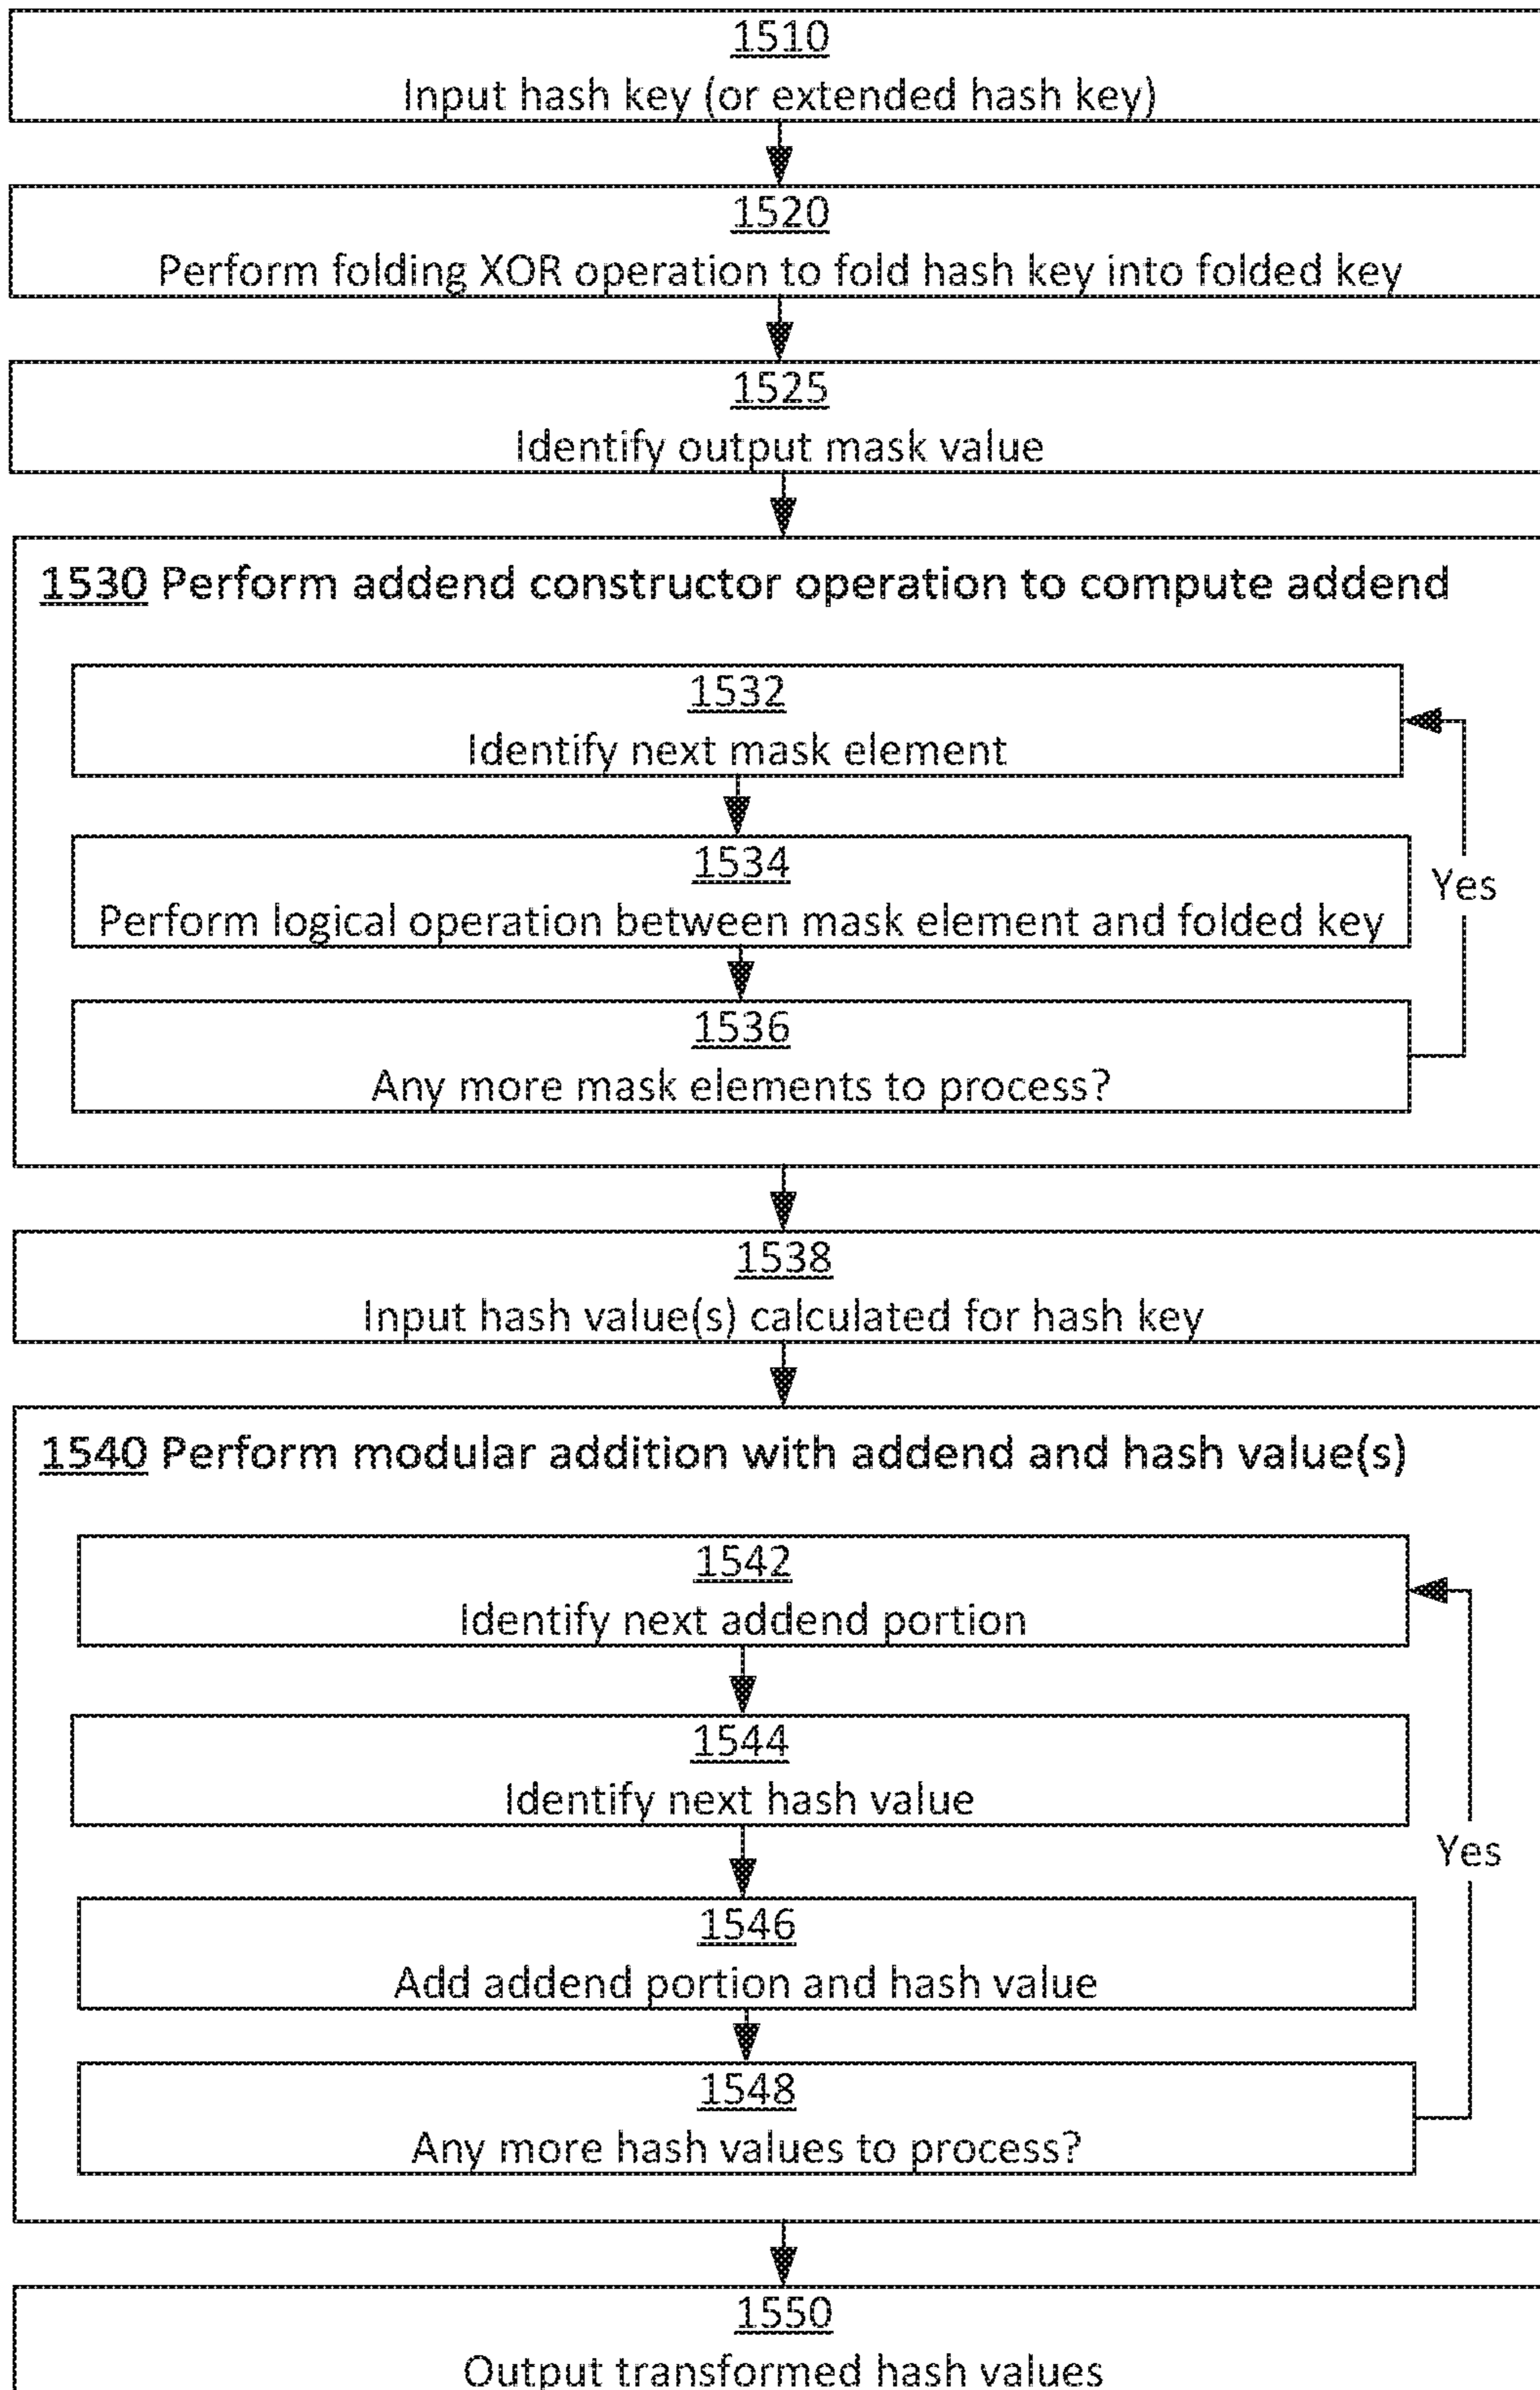 1510
Input hash key (or extended hash key)
1520
Perform folding XOR operation to fold hash key into folded key
1525
Identify output mask value
1530 Perform addend constructor operation to compute addend
1532
Identify next mask element
1534
Perform logical operation between mask element and folded key
Yes
1536
Any more mask elements to process?
1538
Input hash value(s) calculated for hash key
1540 Perform modular addition with addend and hash value(s)
1542
Identify next addend portion
1544
Identify next hash value
Yes
1546
Add addend portion and hash value
1548
Any more hash values to process?
1550
Output transformed hash values